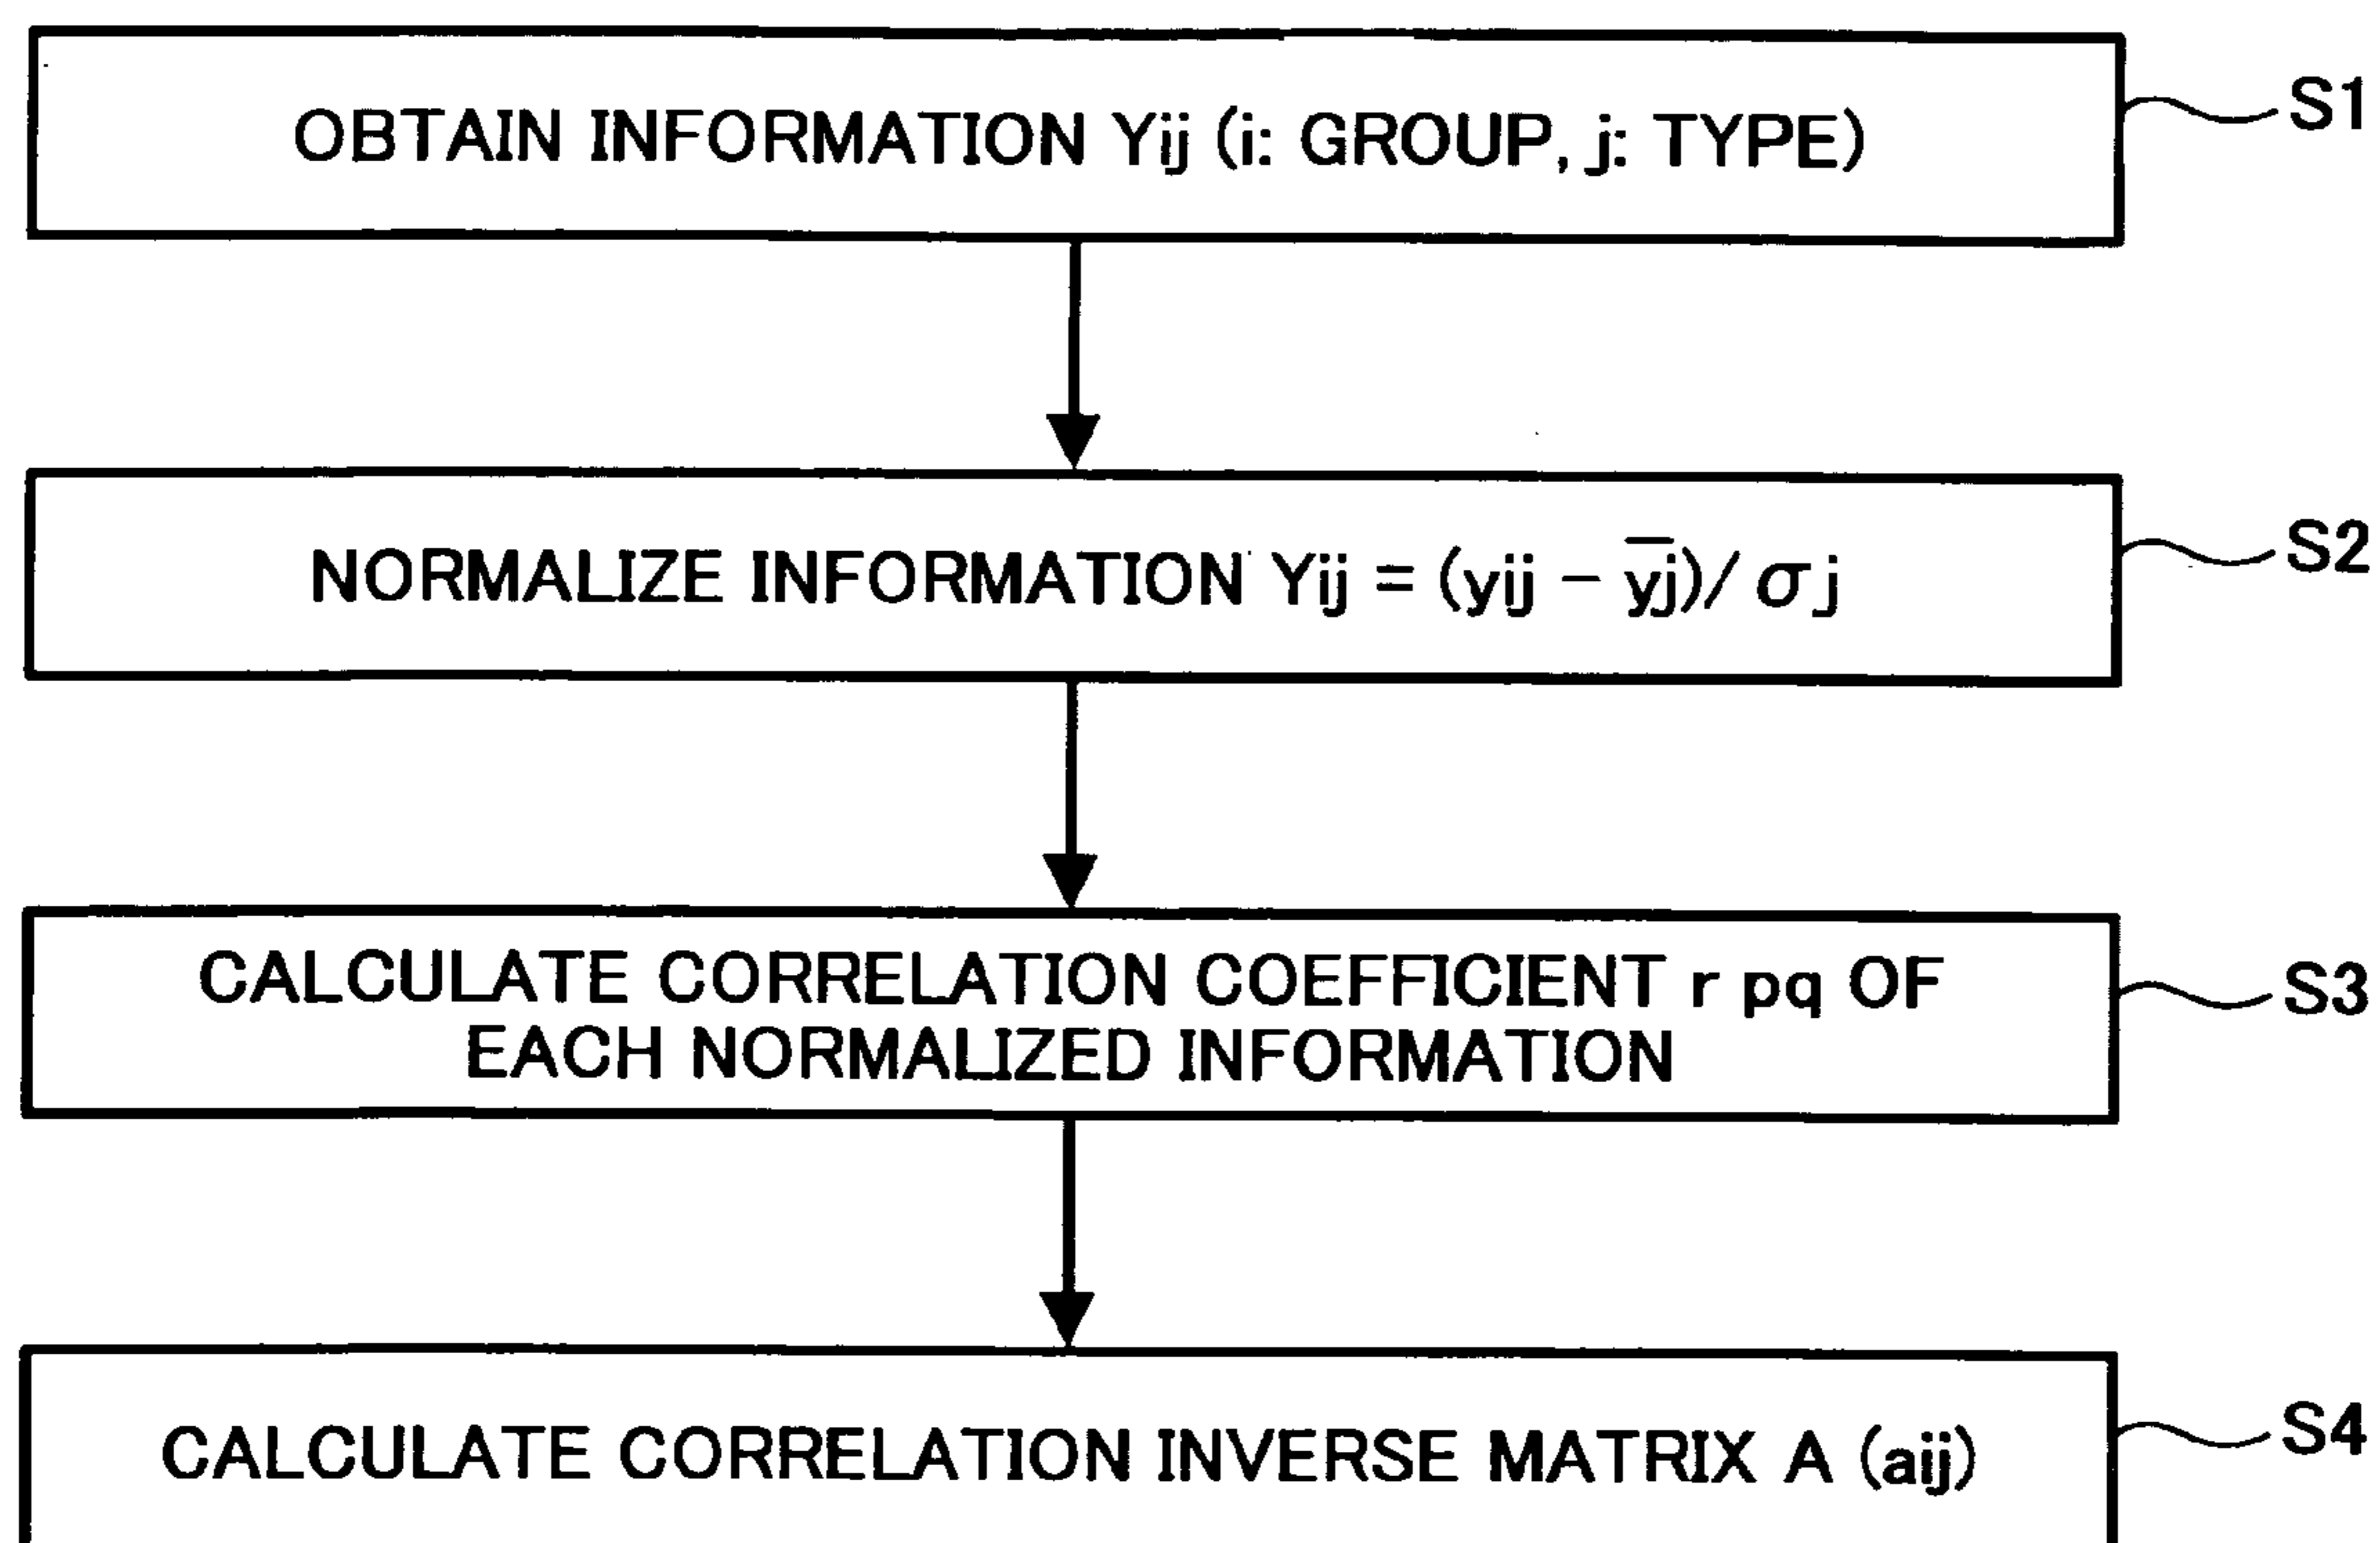 OBTAIN INFORMATION Yij (i: GROUP, j: TYPE)
S1
NORMALIZE INFORMATION Yij = (yij − y̅j̅)/σj
S2
CALCULATE CORRELATION COEFFICIENT r pq OF
EACH NORMALIZED INFORMATION
S3
CALCULATE CORRELATION INVERSE MATRIX A (aij)
S4